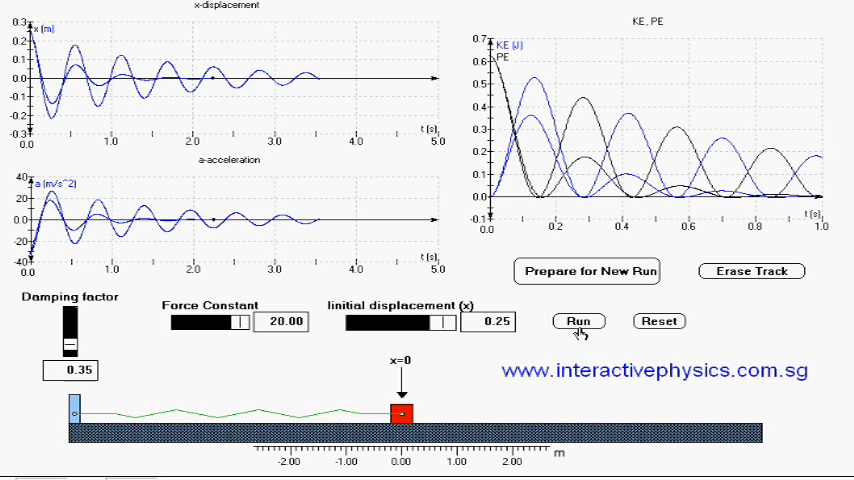 x-displacement
x (m)
0.3
0.2
0.1
0.0
-0.1
-0.2
-0.3
0.0 1.0 2.0 3.0 4.0 5.0
t (s)
a-acceleration
a (m/s^2)
40
20
0.0
-20
-40
0.0 1.0 2.0 3.0 4.0 5.0
t (s)
KE, PE
KE (J)
PE
0.7
0.6
0.5
0.4
0.3
0.2
0.1
0.0
-0.1
0.0 0.2 0.4 0.6 0.8 1.0
t (s)
Prepare for New Run
Erase Track
Damping factor
0.35
Force Constant
20.00
Iinitial displacement (x)
0.25
Run
Reset
www.interactivephysics.com.sg
x=0
-2.00 -1.00 0.00 1.00 2.00
m